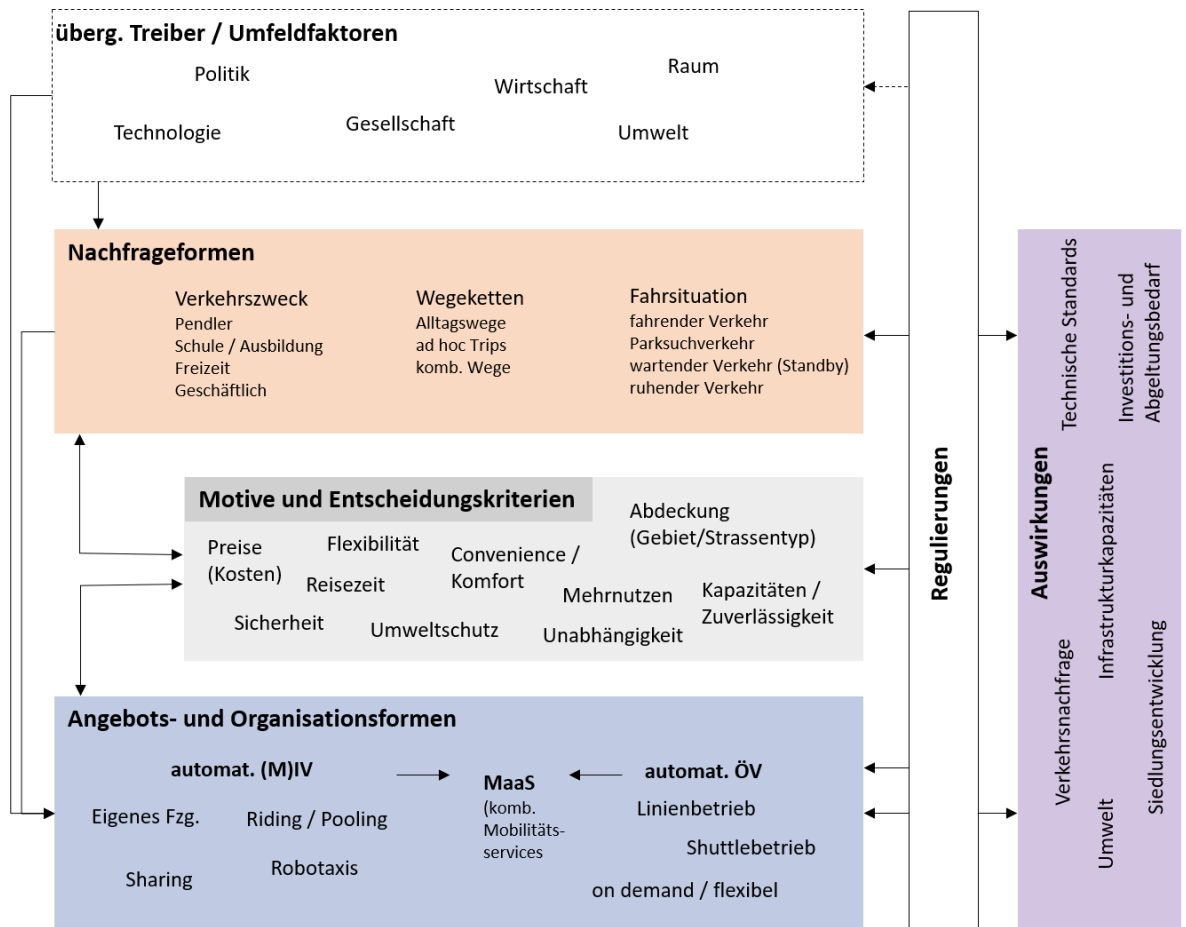 überg. Treiber / Umfeldfaktoren
Politik
Wirtschaft
Raum
Technologie
Gesellschaft
Umwelt
Nachfrageformen
Verkehrszweck
Pendler
Schule / Ausbildung
Freizeit
Geschäftlich
Wegeketten
Alltagswege
ad hoc Trips
komb. Wege
Fahrsituation
fahrender Verkehr
Parksuchverkehr
wartender Verkehr (Standby)
ruhender Verkehr
Motive und Entscheidungskriterien
Preise
(Kosten)
Flexibilität
Reisezeit
Convenience /
Komfort
Abdeckung
(Gebiet/Strassentyp)
Sicherheit
Umweltschutz
Mehrnutzen
Unabhängigkeit
Kapazitäten /
Zuverlässigkeit
Angebots- und Organisationsformen
automat. (M)IV
Eigenes Fzg.
Riding / Pooling
Sharing
Robotaxis
MaaS
(komb.
Mobilitäts-
services
automat. ÖV
Linienbetrieb
Shuttlebetrieb
on demand / flexibel
Regulierungen
Auswirkungen
Technische Standards
Investitions- und
Abgeltungsbedarf
Infrastrukturkapazitäten
Verkehrsnachfrage
Siedlungsentwicklung
Umwelt